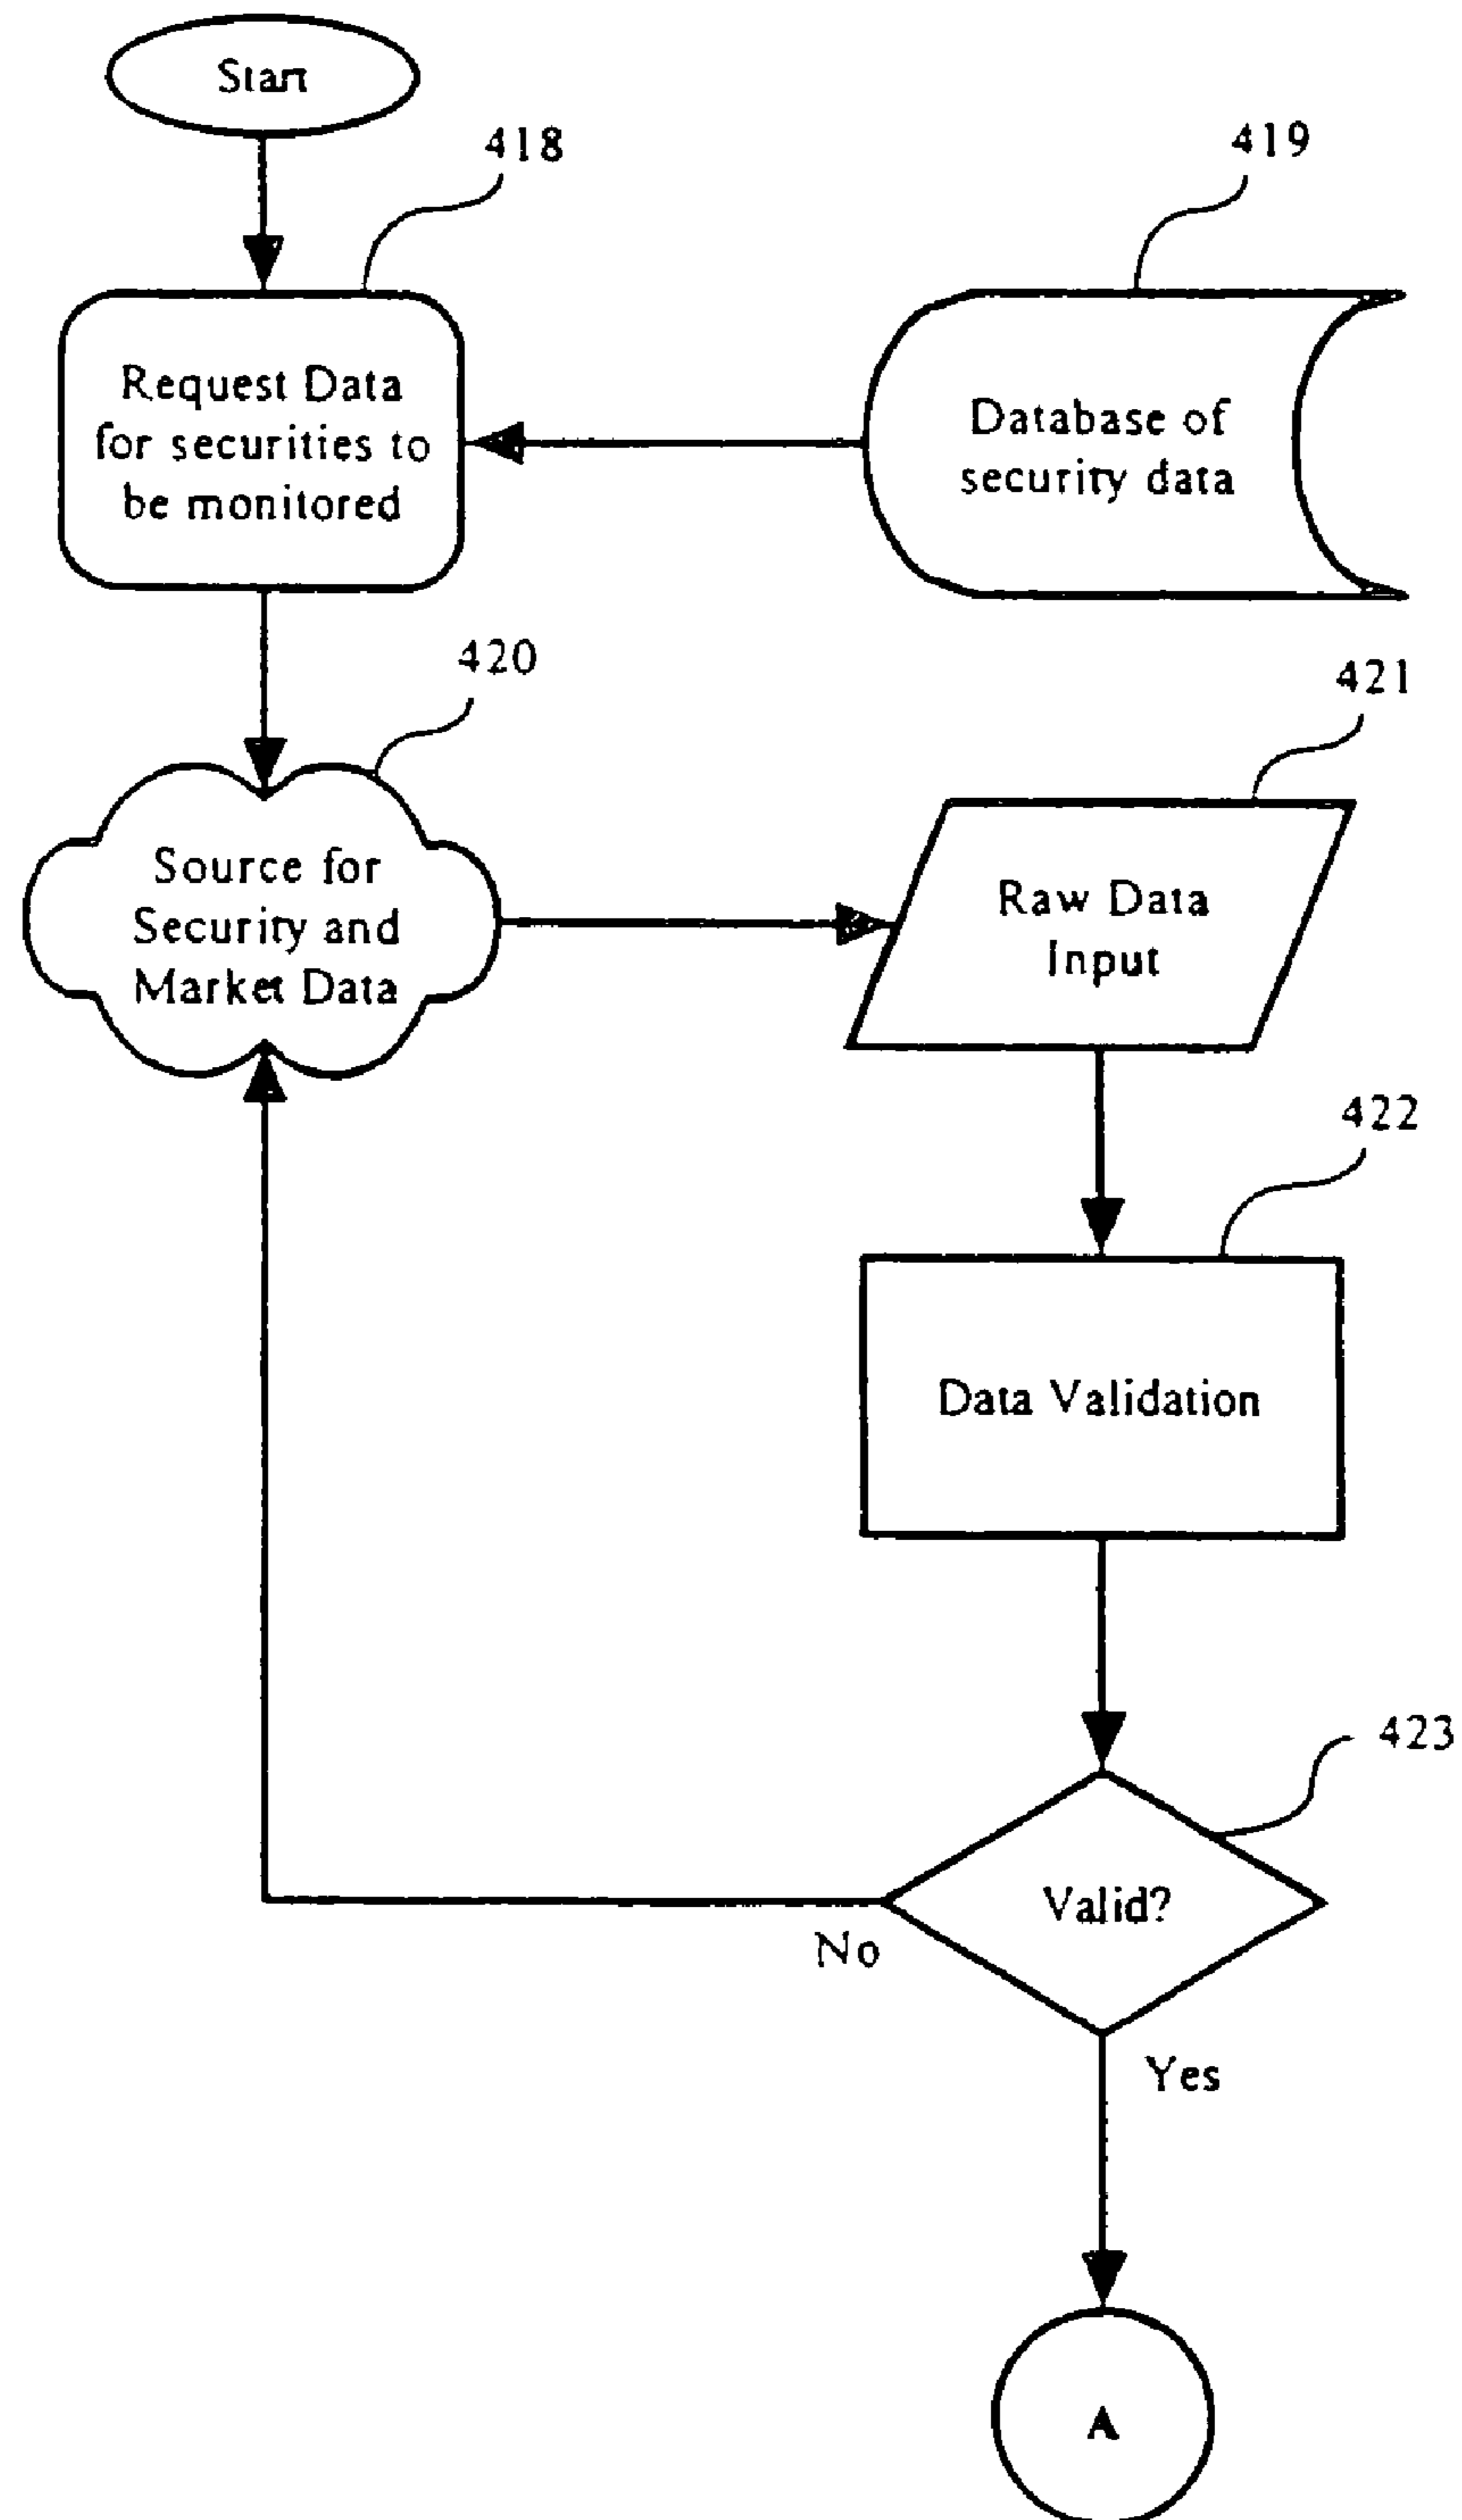 Start
418
419
Request Data
for securities to
be monitored
Database of
security data
420
421
Source for
Security and
Market Data
Raw Data
Input
422
Data Validation
423
Valid?
No
Yes
A